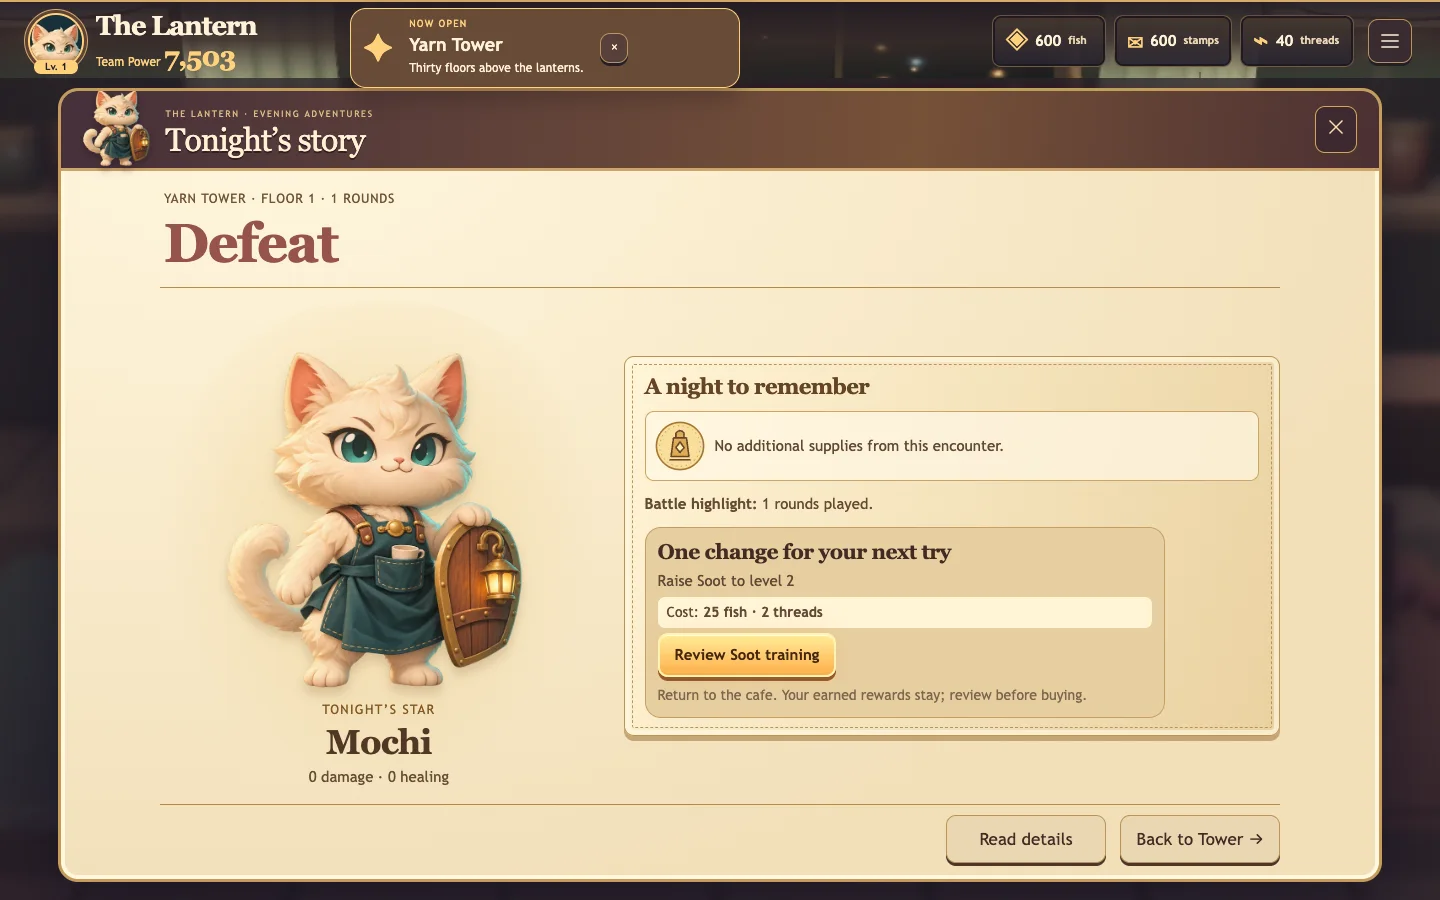 The Lantern
Team Power 7,503
Lv. 1
NOW OPEN
Yarn Tower
Thirty floors above the lanterns.
×
600 fish
600 stamps
40 threads
THE LANTERN · EVENING ADVENTURES
Tonight’s story
YARN TOWER · FLOOR 1 · 1 ROUNDS
Defeat
TONIGHT’S STAR
Mochi
0 damage · 0 healing
A night to remember
No additional supplies from this encounter.
Battle highlight: 1 rounds played.
One change for your next try
Raise Soot to level 2
Cost: 25 fish · 2 threads
Review Soot training
Return to the cafe. Your earned rewards stay; review before buying.
Read details
Back to Tower →